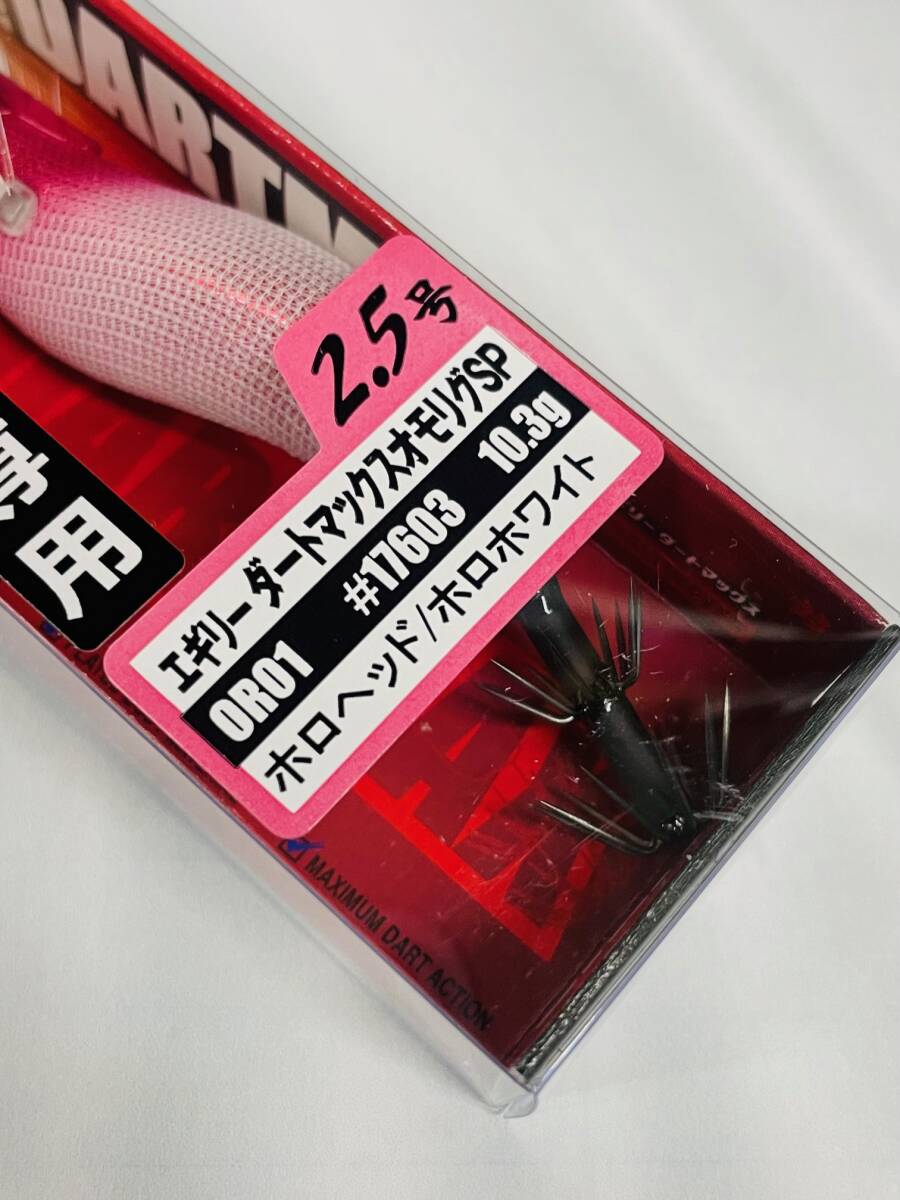 DARTM
2.5号
エギリー ダートマックスオモリグSP
OR01 #17603 10.3g
ホロヘッド/ホロホワイト
用
リーダートマックス
MAXIMUM DART ACTION